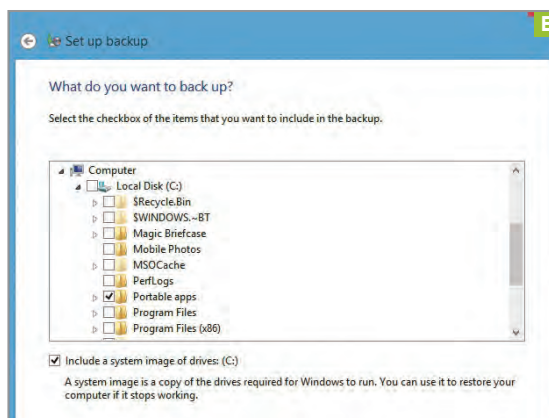 E
Set up backup
What do you want to back up?
Select the checkbox of the items that you want to include in the backup.
Computer
Local Disk (C:)
$Recycle.Bin
$WINDOWS.~BT
Magic Briefcase
Mobile Photos
MSOCache
PerfLogs
Portable apps
Program Files
Program Files (x86)
Include a system image of drives: (C:)
A system image is a copy of the drives required for Windows to run. You can use it to restore your
computer if it stops working.